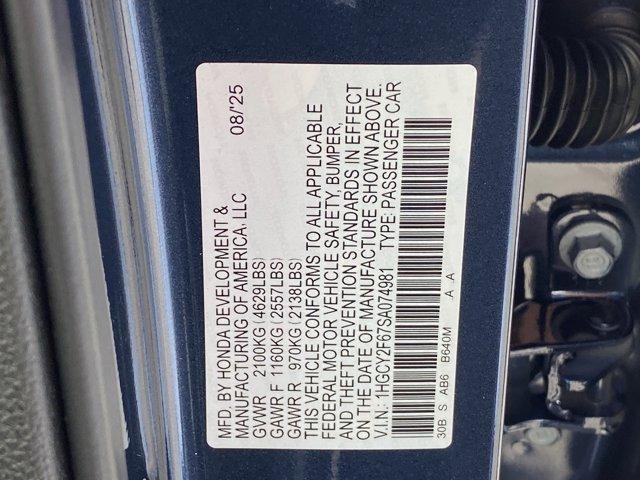 MFD. BY HONDA DEVELOPMENT & 08/'25
MANUFACTURING OF AMERICA, LLC
GVWR 2100KG (4629LBS)
GAWR F 1160KG (2557LBS)
GAWR R 970KG (2138LBS)
THIS VEHICLE CONFORMS TO ALL APPLICABLE
FEDERAL MOTOR VEHICLE SAFETY, BUMPER,
AND THEFT PREVENTION STANDARDS IN EFFECT
ON THE DATE OF MANUFACTURE SHOWN ABOVE.
V.I.N.: 1HGCY2F67SA074981 TYPE: PASSENGER CAR
30B S AB6 B640M .A .A